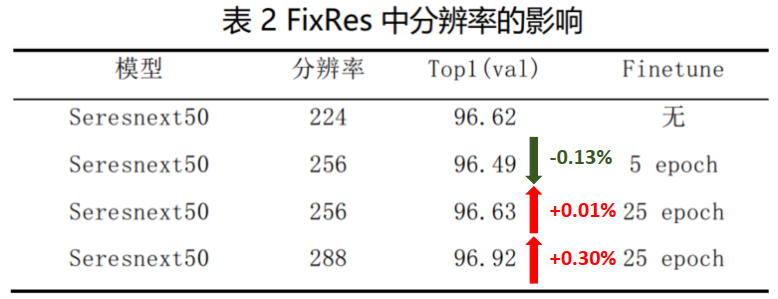 表 2 FixRes 中分辨率的影响
模型 分辨率 Top1(val) Finetune
Seresnext50 224 96.62 无
Seresnext50 256 96.49 -0.13% 5 epoch
Seresnext50 256 96.63 +0.01% 25 epoch
Seresnext50 288 96.92 +0.30% 25 epoch